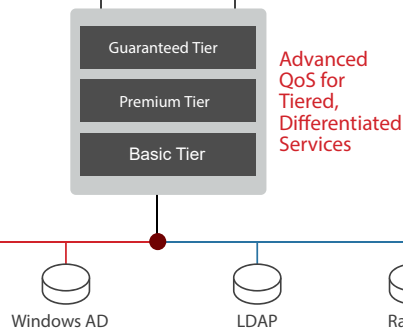 Guaranteed Tier
Premium Tier
Basic Tier
Advanced
QoS for
Tiered,
Differentiated
Services
Windows AD
LDAP